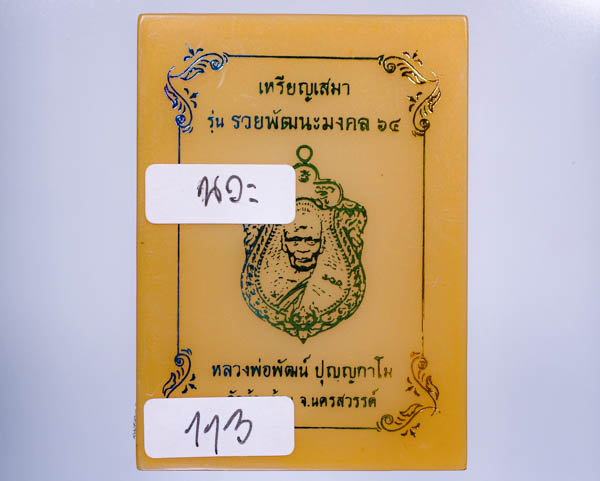 เหรียญเสมา
รุ่น รวยพัฒนะมงคล ๖๔
นวะ
หลวงพ่อพัฒน์ ปุญฺญกาโม
จ.นครสวรรค์
113